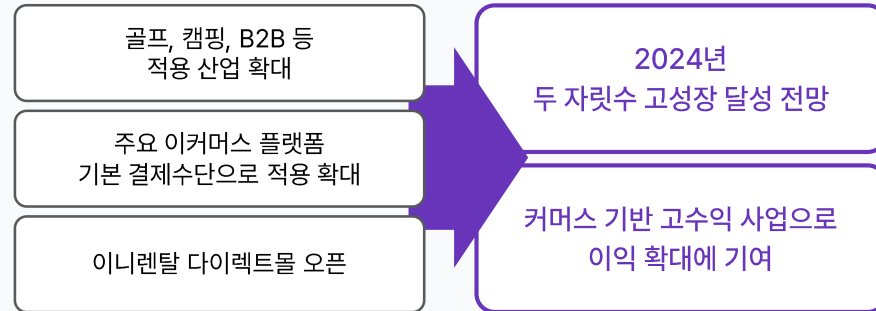 골프, 캠핑, B2B 등
적용 산업 확대
주요 이커머스 플랫폼
기본 결제수단으로 적용 확대
이니렌탈 다이렉트몰 오픈
2024년
두 자릿수 고성장 달성 전망
커머스 기반 고수익 사업으로
이익 확대에 기여